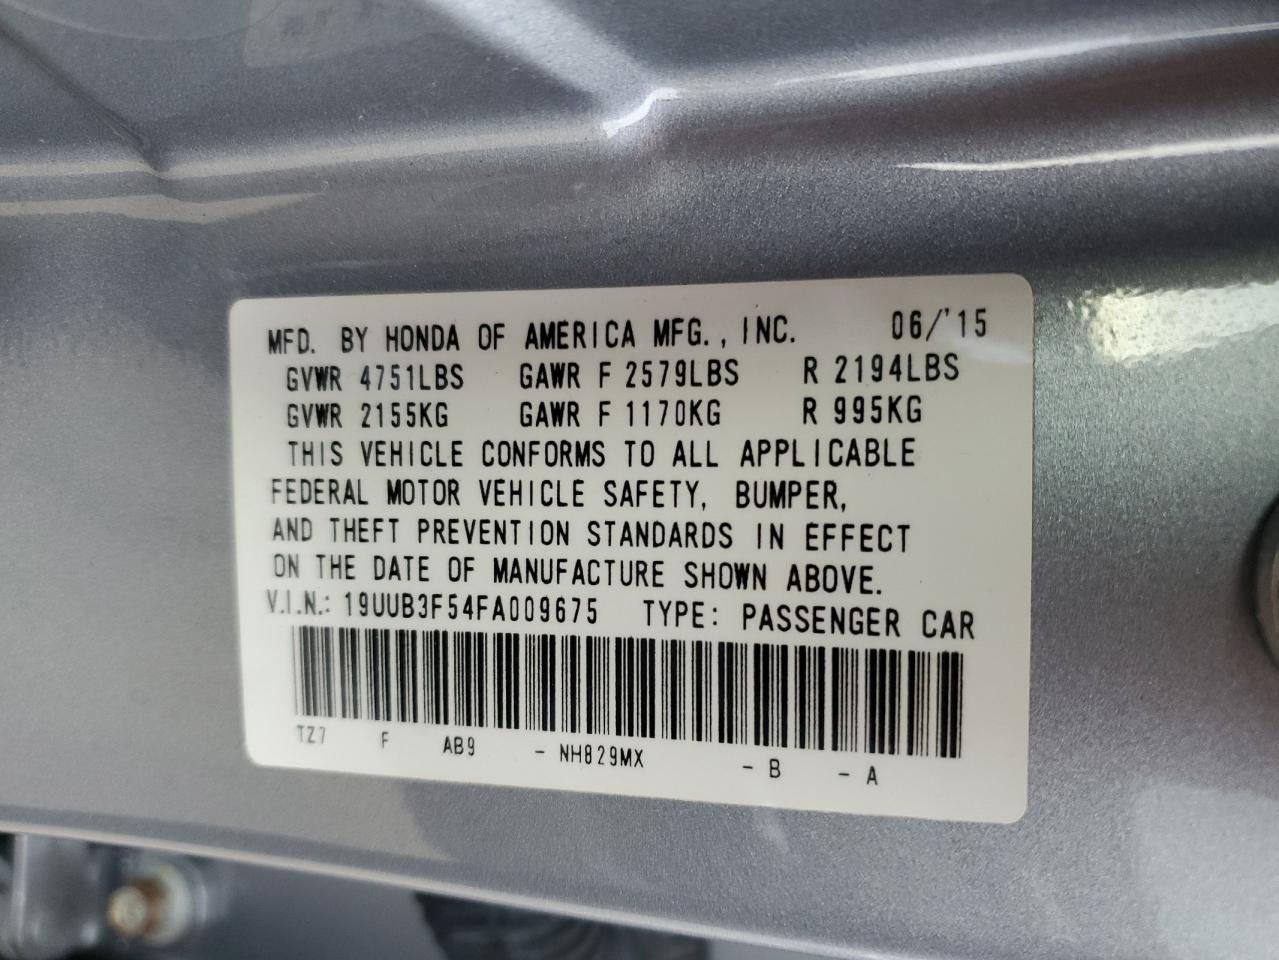 MFD. BY HONDA OF AMERICA MFG., INC. 06/'15
GVWR 4751LBS GAWR F 2579LBS R 2194LBS
GVWR 2155KG GAWR F 1170KG R 995KG
THIS VEHICLE CONFORMS TO ALL APPLICABLE
FEDERAL MOTOR VEHICLE SAFETY, BUMPER,
AND THEFT PREVENTION STANDARDS IN EFFECT
ON THE DATE OF MANUFACTURE SHOWN ABOVE.
V.I.N.: 19UUB3F54FA009675 TYPE: PASSENGER CAR
TZ7 F AB9 - NH829MX - B - A